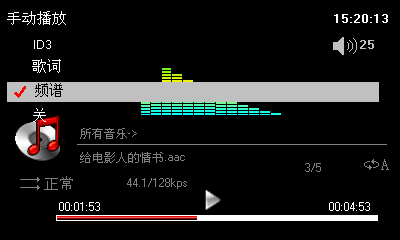 手动播放 15:20:13
ID3 25
歌词
频谱
关
所有音乐->
给电影人的情书.aac
3/5 A
正常 44.1/128kps
00:01:53 00:04:53